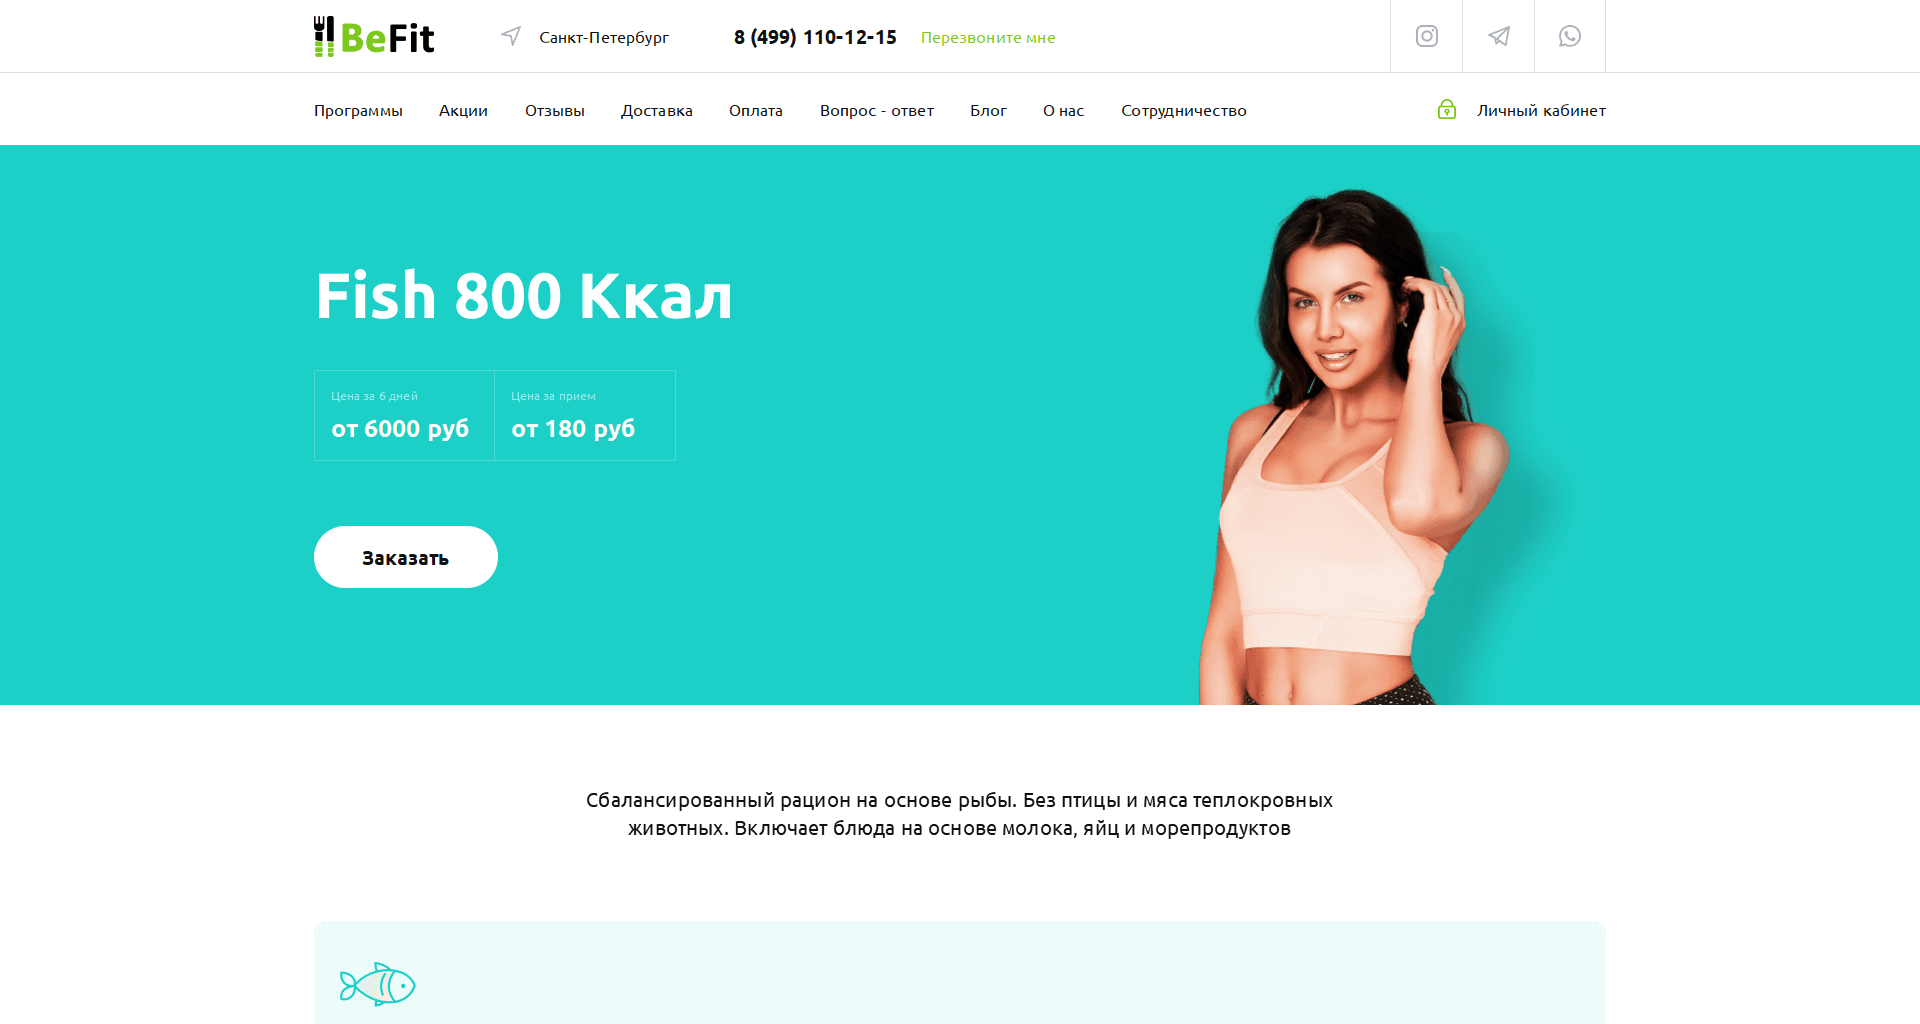 BeFit
Санкт-Петербург
8 (499) 110-12-15
Перезвоните мне
Программы
Акции
Отзывы
Доставка
Оплата
Вопрос - ответ
Блог
О нас
Сотрудничество
Личный кабинет
Fish 800 Ккал
Цена за 6 дней
от 6000 руб
Цена за прием
от 180 руб
Заказать
Сбалансированный рацион на основе рыбы. Без птицы и мяса теплокровных
животных. Включает блюда на основе молока, яйц и морепродуктов